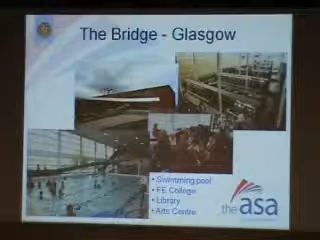 The Bridge - Glasgow
• Swimming pool
• FE College
• Library
• Arts Centre
the asa